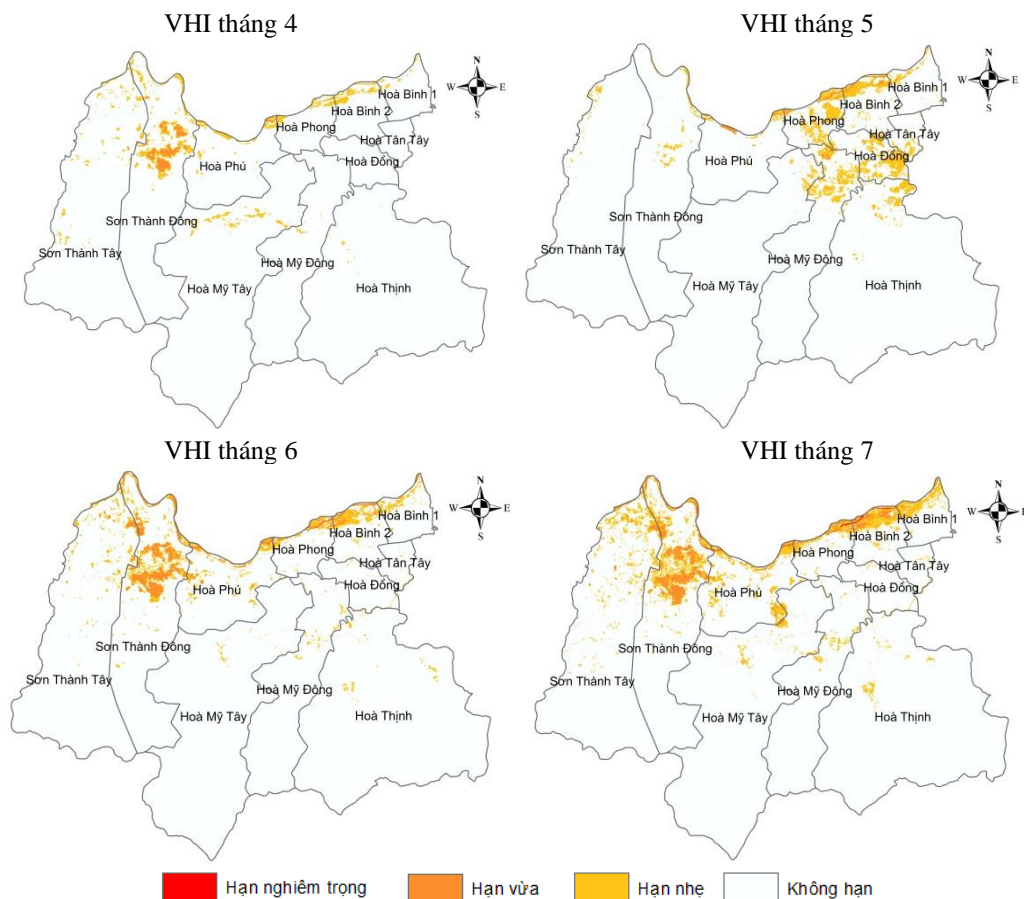 VHI tháng 4
VHI tháng 5
N
W
E
S
Hoà Bình 1
Hoà Bình 2
Hoà Phong
Hoà Tân Tây
Hoà Đồng
Hoà Phú
Sơn Thành Đông
Sơn Thành Tây
Hoà Mỹ Đông
Hoà Mỹ Tây
Hoà Thịnh
N
W
E
S
Hoà Bình 1
Hoà Bình 2
Hoà Phong
Hoà Tân Tây
Hoà Đồng
Hoà Phú
Sơn Thành Đông
Sơn Thành Tây
Hoà Mỹ Đông
Hoà Mỹ Tây
Hoà Thịnh
VHI tháng 6
VHI tháng 7
N
W
E
S
Hoà Bình 1
Hoà Bình 2
Hoà Phong
Hoà Tân Tây
Hoà Đồng
Hoà Phú
Sơn Thành Đông
Sơn Thành Tây
Hoà Mỹ Đông
Hoà Mỹ Tây
Hoà Thịnh
N
W
E
S
Hoà Bình 1
Hoà Bình 2
Hoà Phong
Hoà Tân Tây
Hoà Đồng
Hoà Phú
Sơn Thành Đông
Sơn Thành Tây
Hoà Mỹ Đông
Hoà Mỹ Tây
Hoà Thịnh
Hạn nghiêm trọng
Hạn vừa
Hạn nhẹ
Không hạn